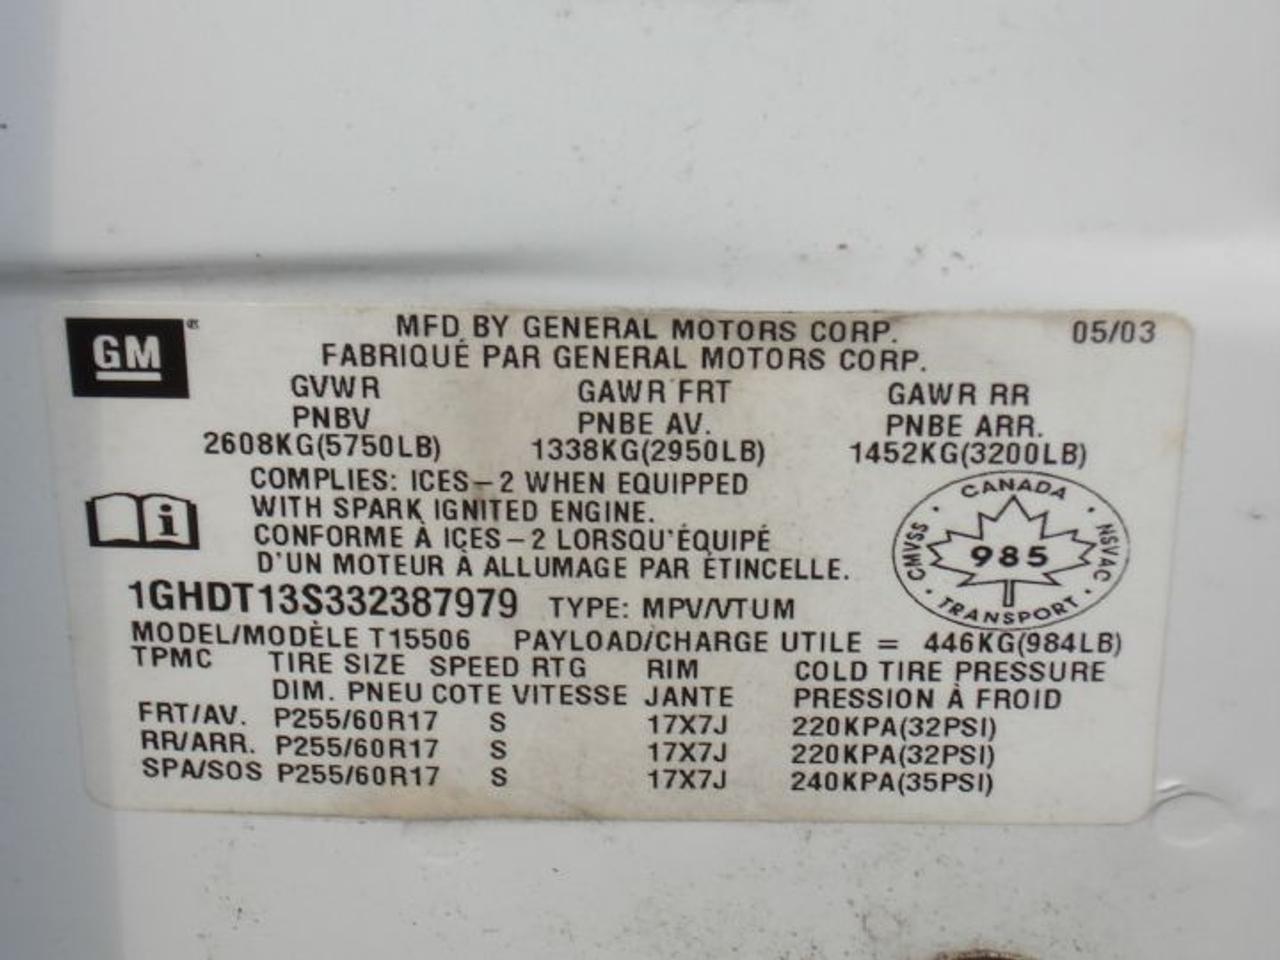 GM ®
MFD BY GENERAL MOTORS CORP. 05/03
FABRIQUÉ PAR GENERAL MOTORS CORP.
GVWR GAWR FRT GAWR RR
PNBV PNBE AV. PNBE ARR.
2608KG(5750LB) 1338KG(2950LB) 1452KG(3200LB)
COMPLIES: ICES-2 WHEN EQUIPPED
WITH SPARK IGNITED ENGINE.
CONFORME À ICES-2 LORSQU'ÉQUIPÉ
D'UN MOTEUR À ALLUMAGE PAR ÉTINCELLE.
i
CANADA
CMVSS 985 NSVAC
TRANSPORT
1GHDT13S332387979 TYPE: MPV/VTUM
MODEL/MODÈLE T15506 PAYLOAD/CHARGE UTILE = 446KG(984LB)
TPMC TIRE SIZE SPEED RTG RIM COLD TIRE PRESSURE
DIM. PNEU COTE VITESSE JANTE PRESSION À FROID
FRT/AV. P255/60R17 S 17X7J 220KPA(32PSI)
RR/ARR. P255/60R17 S 17X7J 220KPA(32PSI)
SPA/SOS P255/60R17 S 17X7J 240KPA(35PSI)